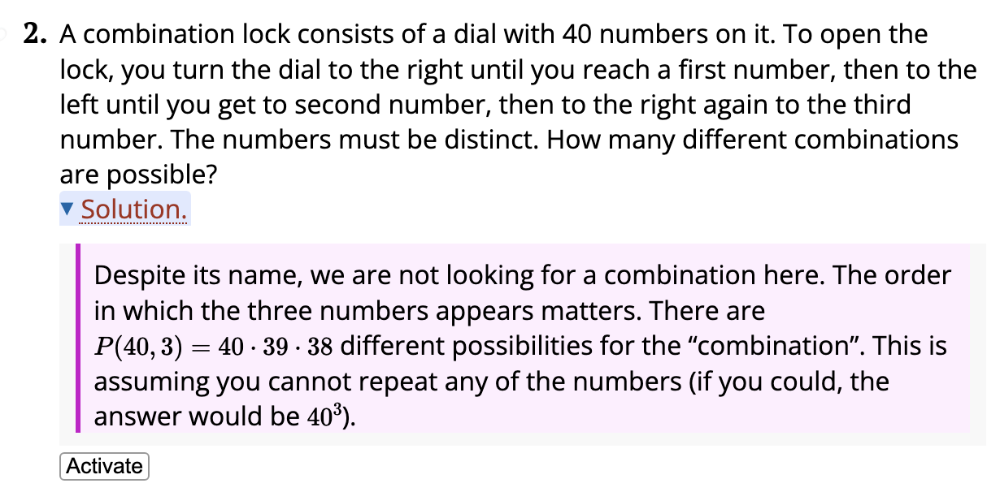 2. A combination lock consists of a dial with 40 numbers on it. To open the
lock, you turn the dial to the right until you reach a first number, then to the
left until you get to second number, then to the right again to the third
number. The numbers must be distinct. How many different combinations
are possible?
▼ Solution.
Despite its name, we are not looking for a combination here. The order
in which the three numbers appears matters. There are
P(40, 3) = 40 · 39 · 38 different possibilities for the “combination”. This is
assuming you cannot repeat any of the numbers (if you could, the
answer would be 40³).
Activate